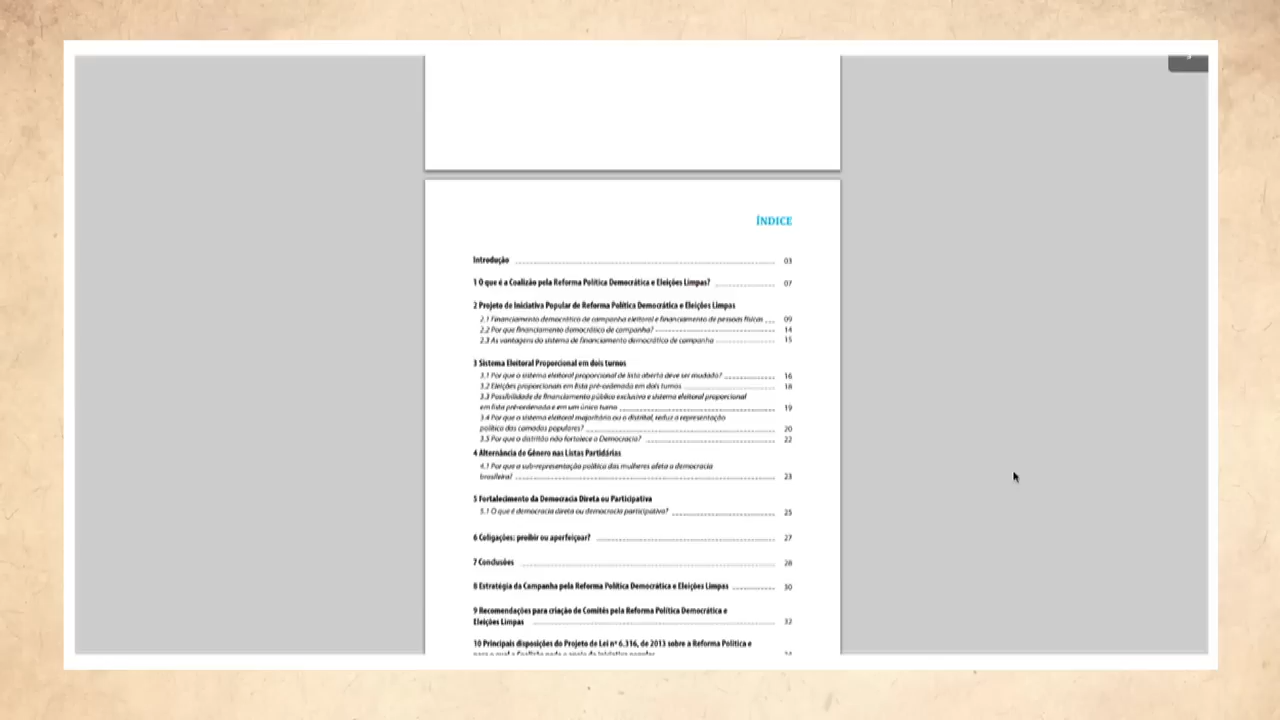 ÍNDICE
Introdução 03
1 O que é a Coalizão pela Reforma Política Democrática e Eleições Limpas? 07
2 Projeto de Iniciativa Popular de Reforma Política Democrática e Eleições Limpas
2.1 Financiamento democrático de campanha eleitoral e financiamento de pessoas físicas 09
2.2 Por que financiamento democrático de campanha? 14
2.3 As vantagens do sistema de financiamento democrático de campanha 15
3 Sistema Eleitoral Proporcional em dois turnos
3.1 Por que o sistema eleitoral proporcional de lista aberta deve ser mudado? 16
3.2 Eleições proporcionais em lista pré-ordenada em dois turnos 18
3.3 Possibilidade de financiamento público exclusivo e sistema eleitoral proporcional
em lista pré-ordenada e em um único turno 19
3.4 Por que o sistema eleitoral majoritário ou o distrital, reduz a representação
política das camadas populares? 20
3.5 Por que o distritão não fortalece a Democracia? 22
4 Alternância de Gênero nas Listas Partidárias
4.1 Por que a sub-representação política das mulheres afeta a democracia
brasileira? 23
5 Fortalecimento da Democracia Direta ou Participativa
5.1 O que é democracia direta ou democracia participativa? 25
6 Coligações: proibir ou aperfeiçoar? 27
7 Conclusões 28
8 Estratégia da Campanha pela Reforma Política Democrática e Eleições Limpas 30
9 Recomendações para criação de Comitês pela Reforma Política Democrática e
Eleições Limpas 32
10 Principais disposições do Projeto de Lei nº 6.316, de 2013 sobre a Reforma Política e